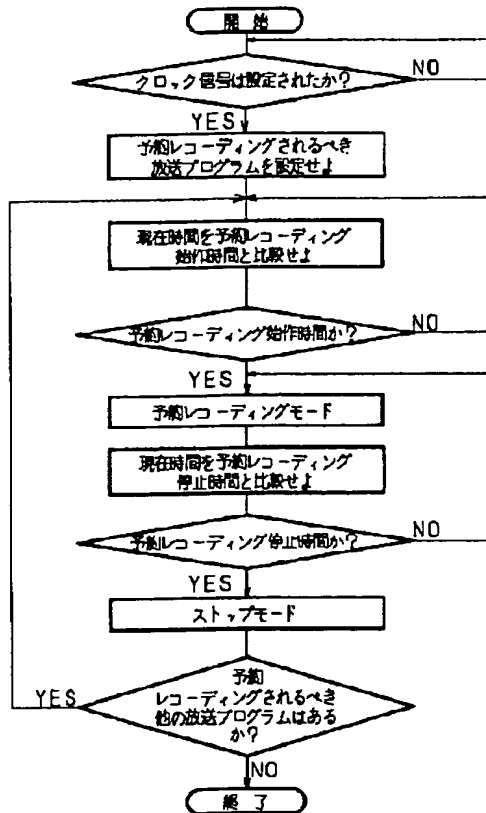 開始
クロック信号は設定されたか?
NO
YES
予約レコーディングされるべき
放送プログラムを設定せよ
現在時間を予約レコーディング
始作時間と比較せよ
予約レコーディング始作時間か?
NO
YES
予約レコーディングモード
現在時間を予約レコーディング
停止時間と比較せよ
予約レコーディング停止時間か?
NO
YES
ストップモード
予約
レコーディングされるべき
他の放送プログラムはある
か?
YES
NO
終了